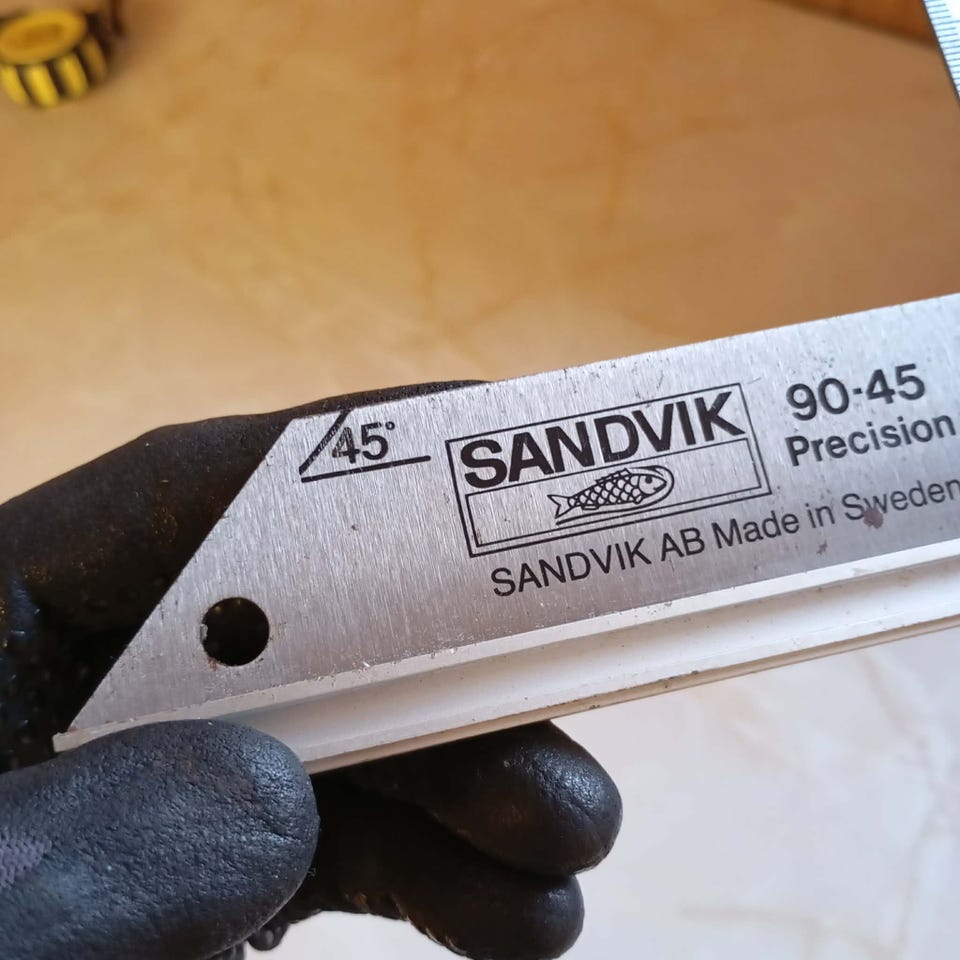 45°
SANDVIK
90·45
Precision
SANDVIK AB Made in Sweden